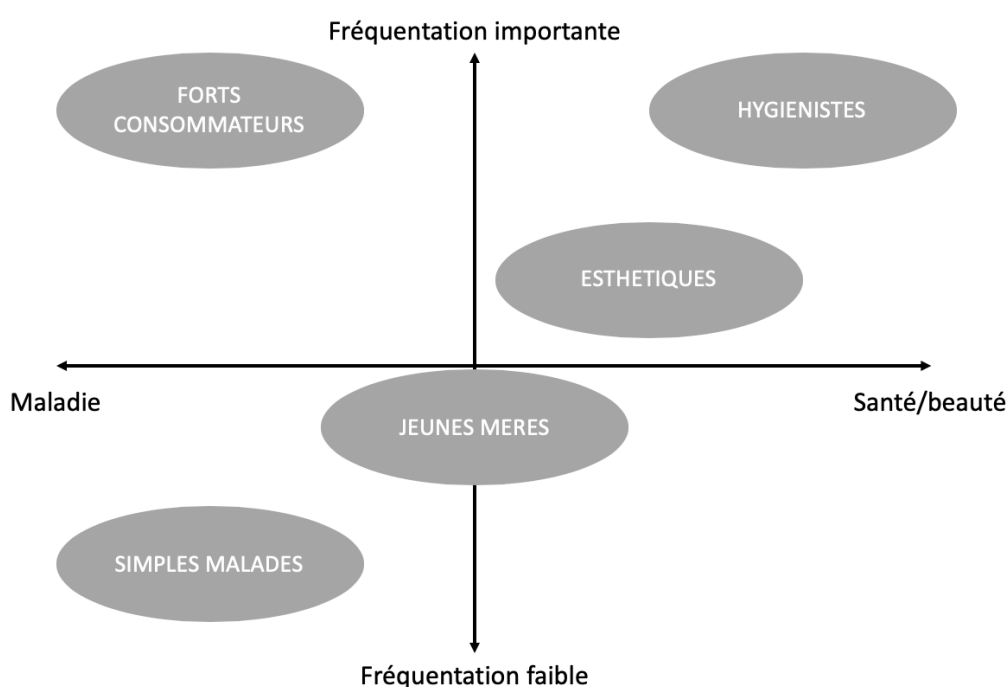 Fréquentation importante
FORTS
CONSOMMATEURS
HYGIENISTES
ESTHETIQUES
Maladie
Santé/beauté
JEUNES MERES
SIMPLES MALADES
Fréquentation faible